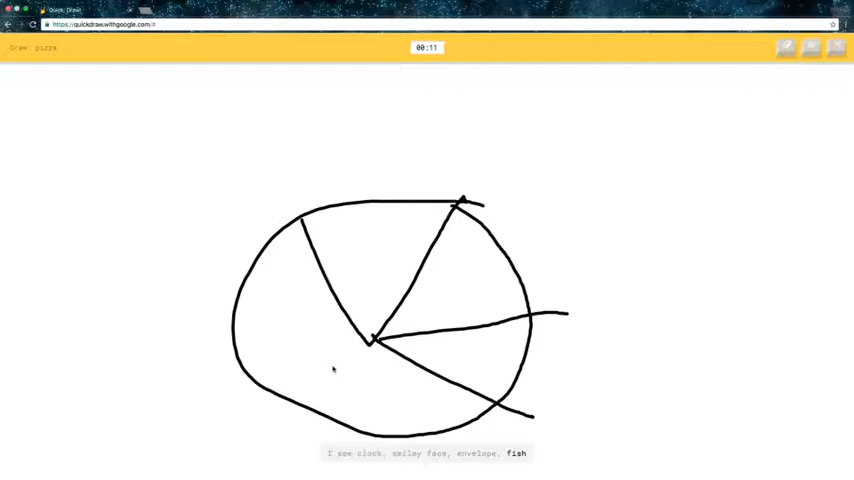 Quick, Draw!
https://quickdraw.withgoogle.com/#
Draw: pizza
00:11
I see clock, smiley face, envelope, fish